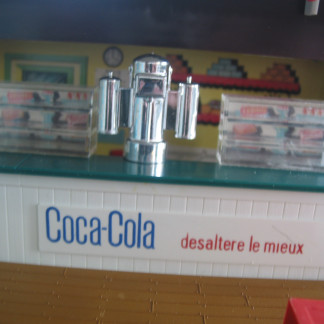 Coca-Cola desaltere le mieux